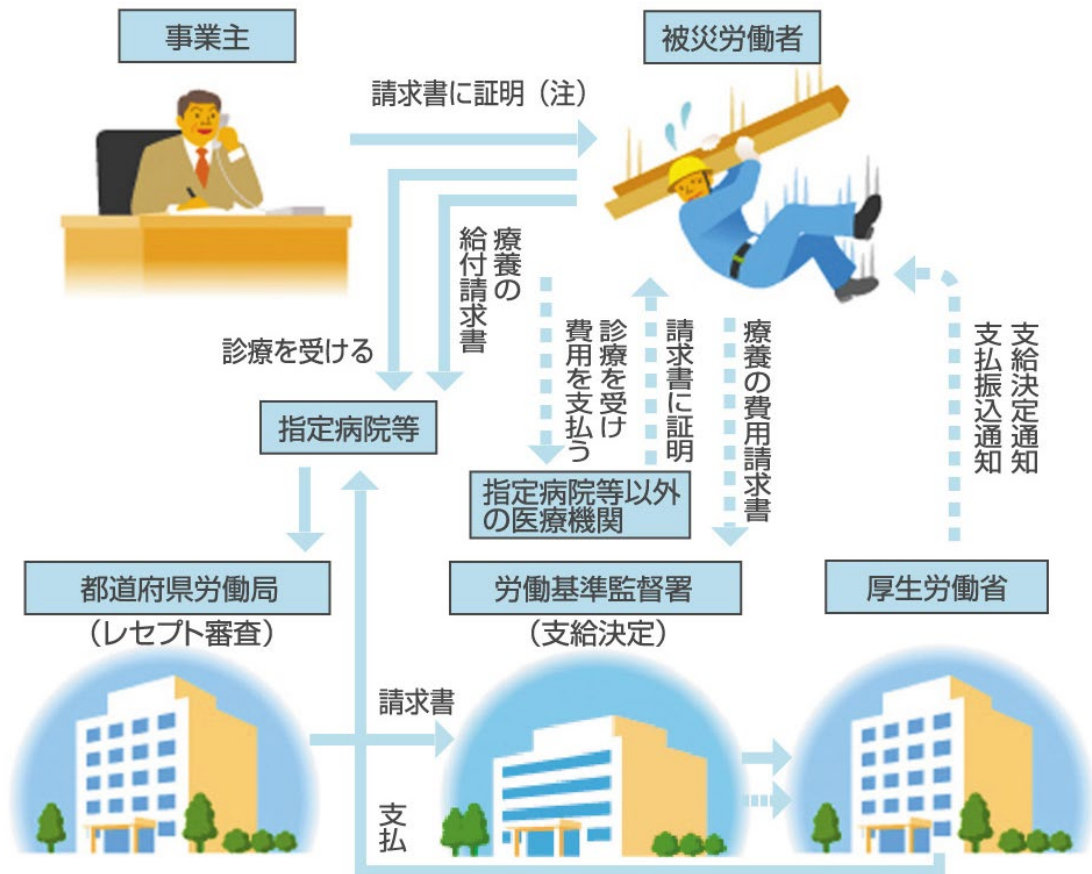 事業主
被災労働者
請求書に証明（注）
療養の
給付請求書
診療を受ける
診療を受け
費用を支払う
請求書に証明
療養の費用請求書
支給決定通知
支払振込通知
指定病院等
指定病院等以外
の医療機関
都道府県労働局
（レセプト審査）
労働基準監督署
（支給決定）
厚生労働省
請求書
支払